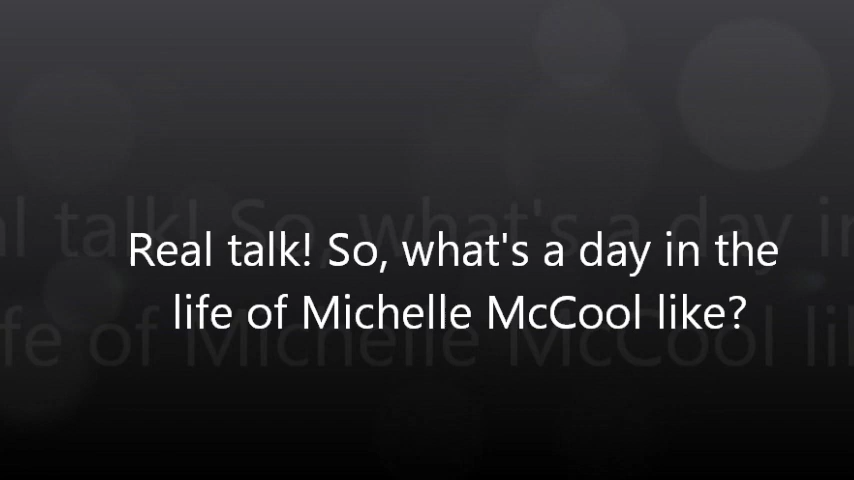 Real talk! So, what's a day in the
life of Michelle McCool like?